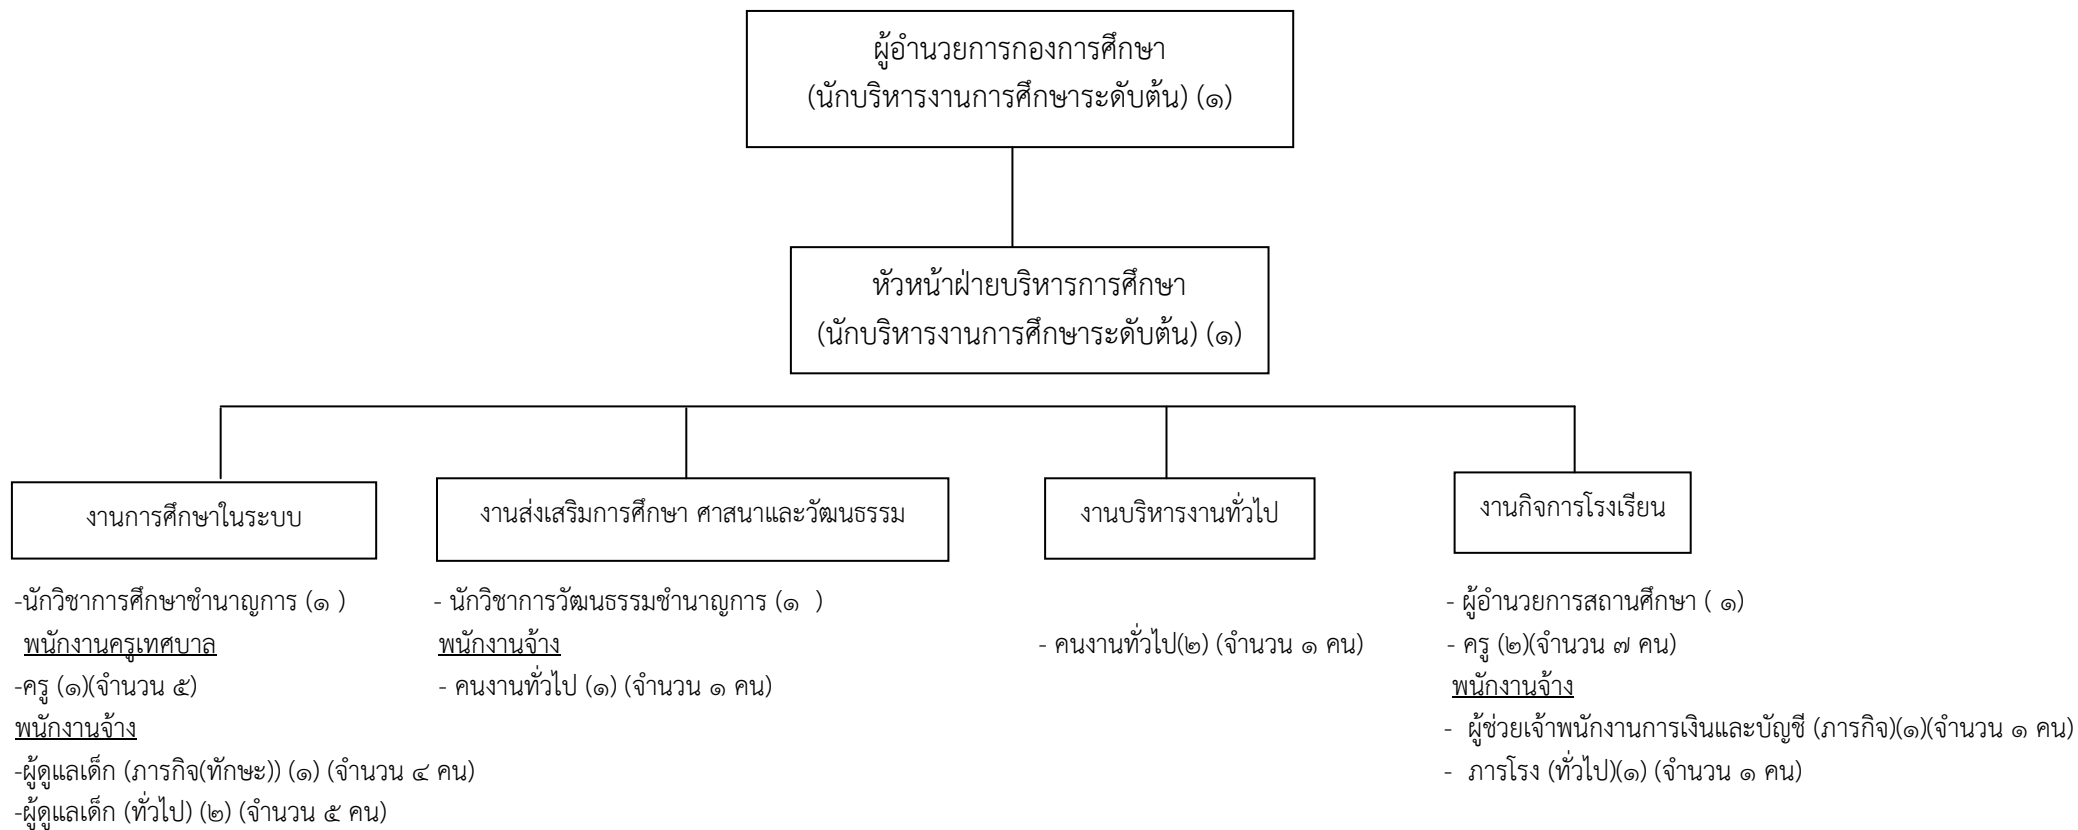 ผู้อำนวยการกองการศึกษา
(นักบริหารงานการศึกษาระดับต้น) (๑)
หัวหน้าฝ่ายบริหารการศึกษา
(นักบริหารงานการศึกษาระดับต้น) (๑)
งานการศึกษาในระบบ
-นักวิชาการศึกษาชำนาญการ (๑ )
พนักงานครูเทศบาล
-ครู (๑)(จำนวน ๕)
พนักงานจ้าง
-ผู้ดูแลเด็ก (ภารกิจ(ทักษะ)) (๑) (จำนวน ๔ คน)
-ผู้ดูแลเด็ก (ทั่วไป) (๒) (จำนวน ๕ คน)
งานส่งเสริมการศึกษา ศาสนาและวัฒนธรรม
- นักวิชาการวัฒนธรรมชำนาญการ (๑ )
พนักงานจ้าง
- คนงานทั่วไป (๑) (จำนวน ๑ คน)
งานบริหารงานทั่วไป
- คนงานทั่วไป(๒) (จำนวน ๑ คน)
งานกิจการโรงเรียน
- ผู้อำนวยการสถานศึกษา ( ๑)
- ครู (๒)(จำนวน ๗ คน)
พนักงานจ้าง
- ผู้ช่วยเจ้าพนักงานการเงินและบัญชี (ภารกิจ)(๑)(จำนวน ๑ คน)
- ภารโรง (ทั่วไป)(๑) (จำนวน ๑ คน)